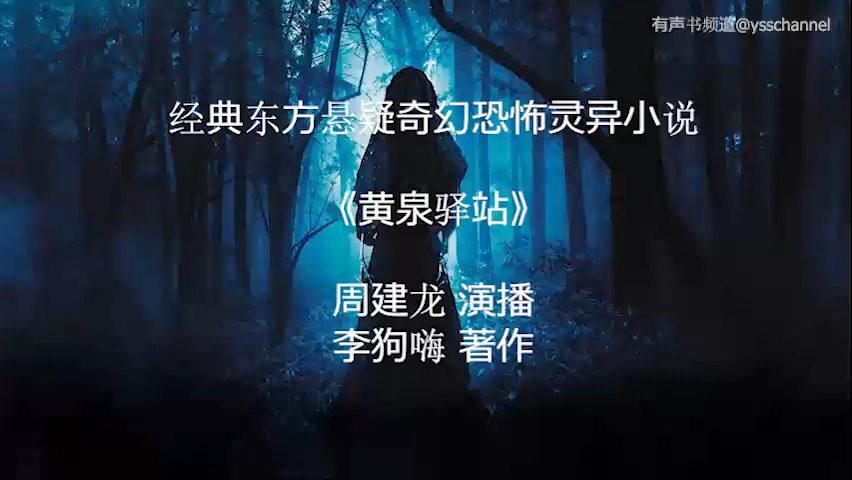 有声书频道@ysschannel
经典东方悬疑奇幻恐怖灵异小说
《黄泉驿站》
周建龙 演播
李狗嗨 著作